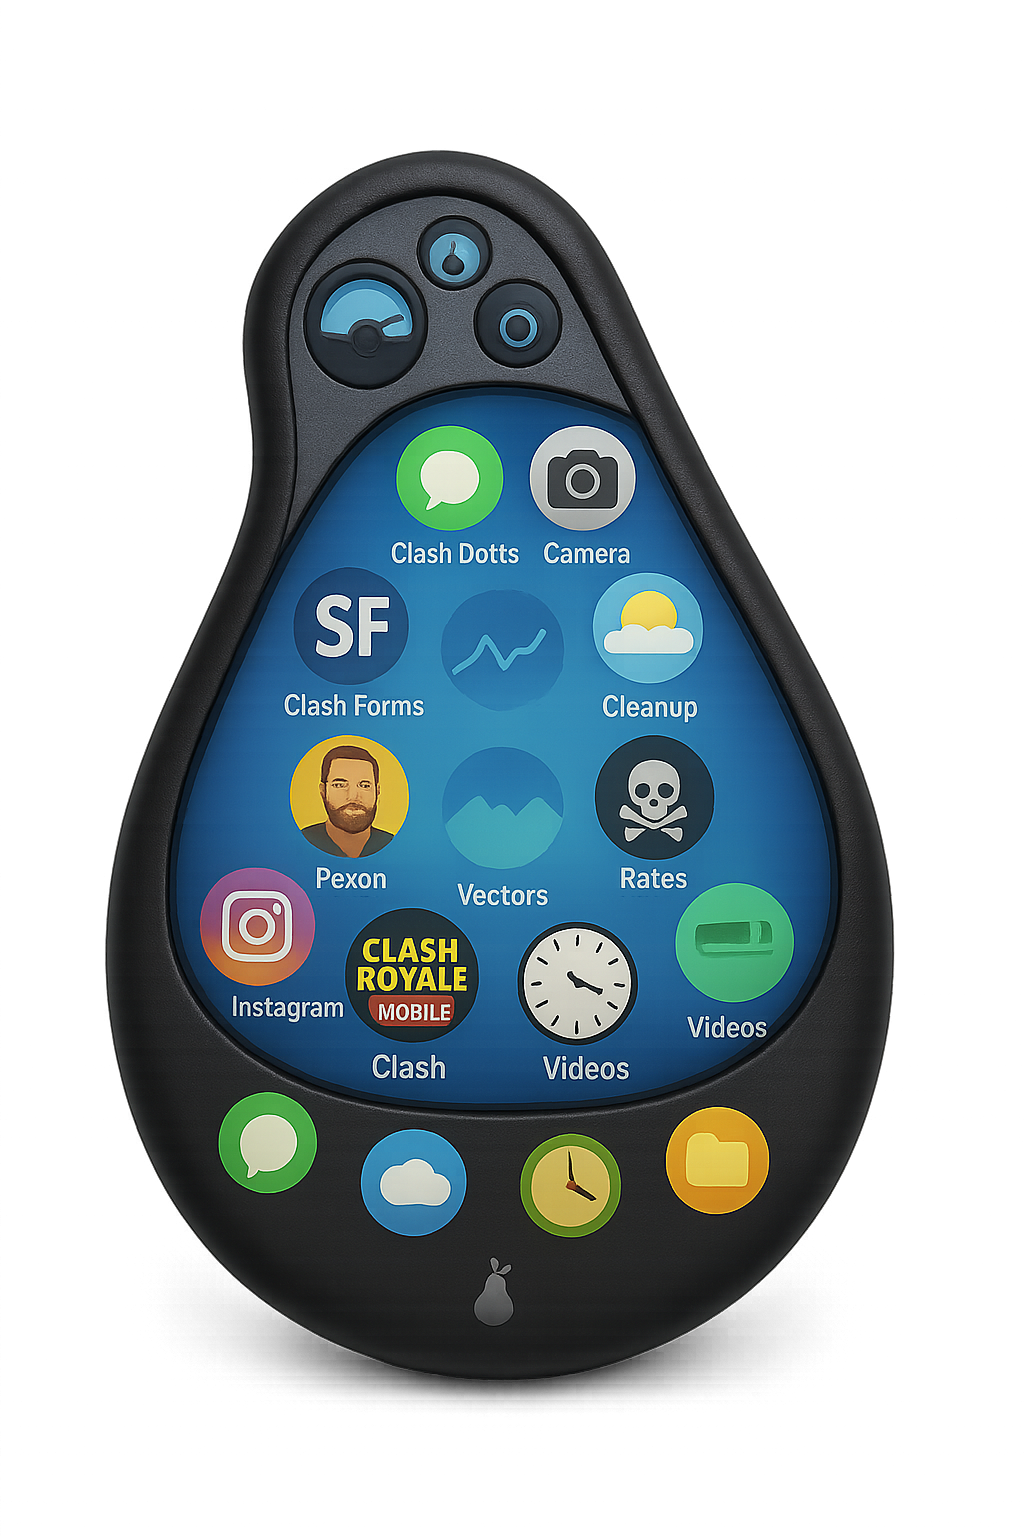 Clash Dotts Camera
SF
Clash Forms
Cleanup
Pexon
Vectors
Rates
Instagram
CLASH
ROYALE
MOBILE
Clash
Videos
Videos